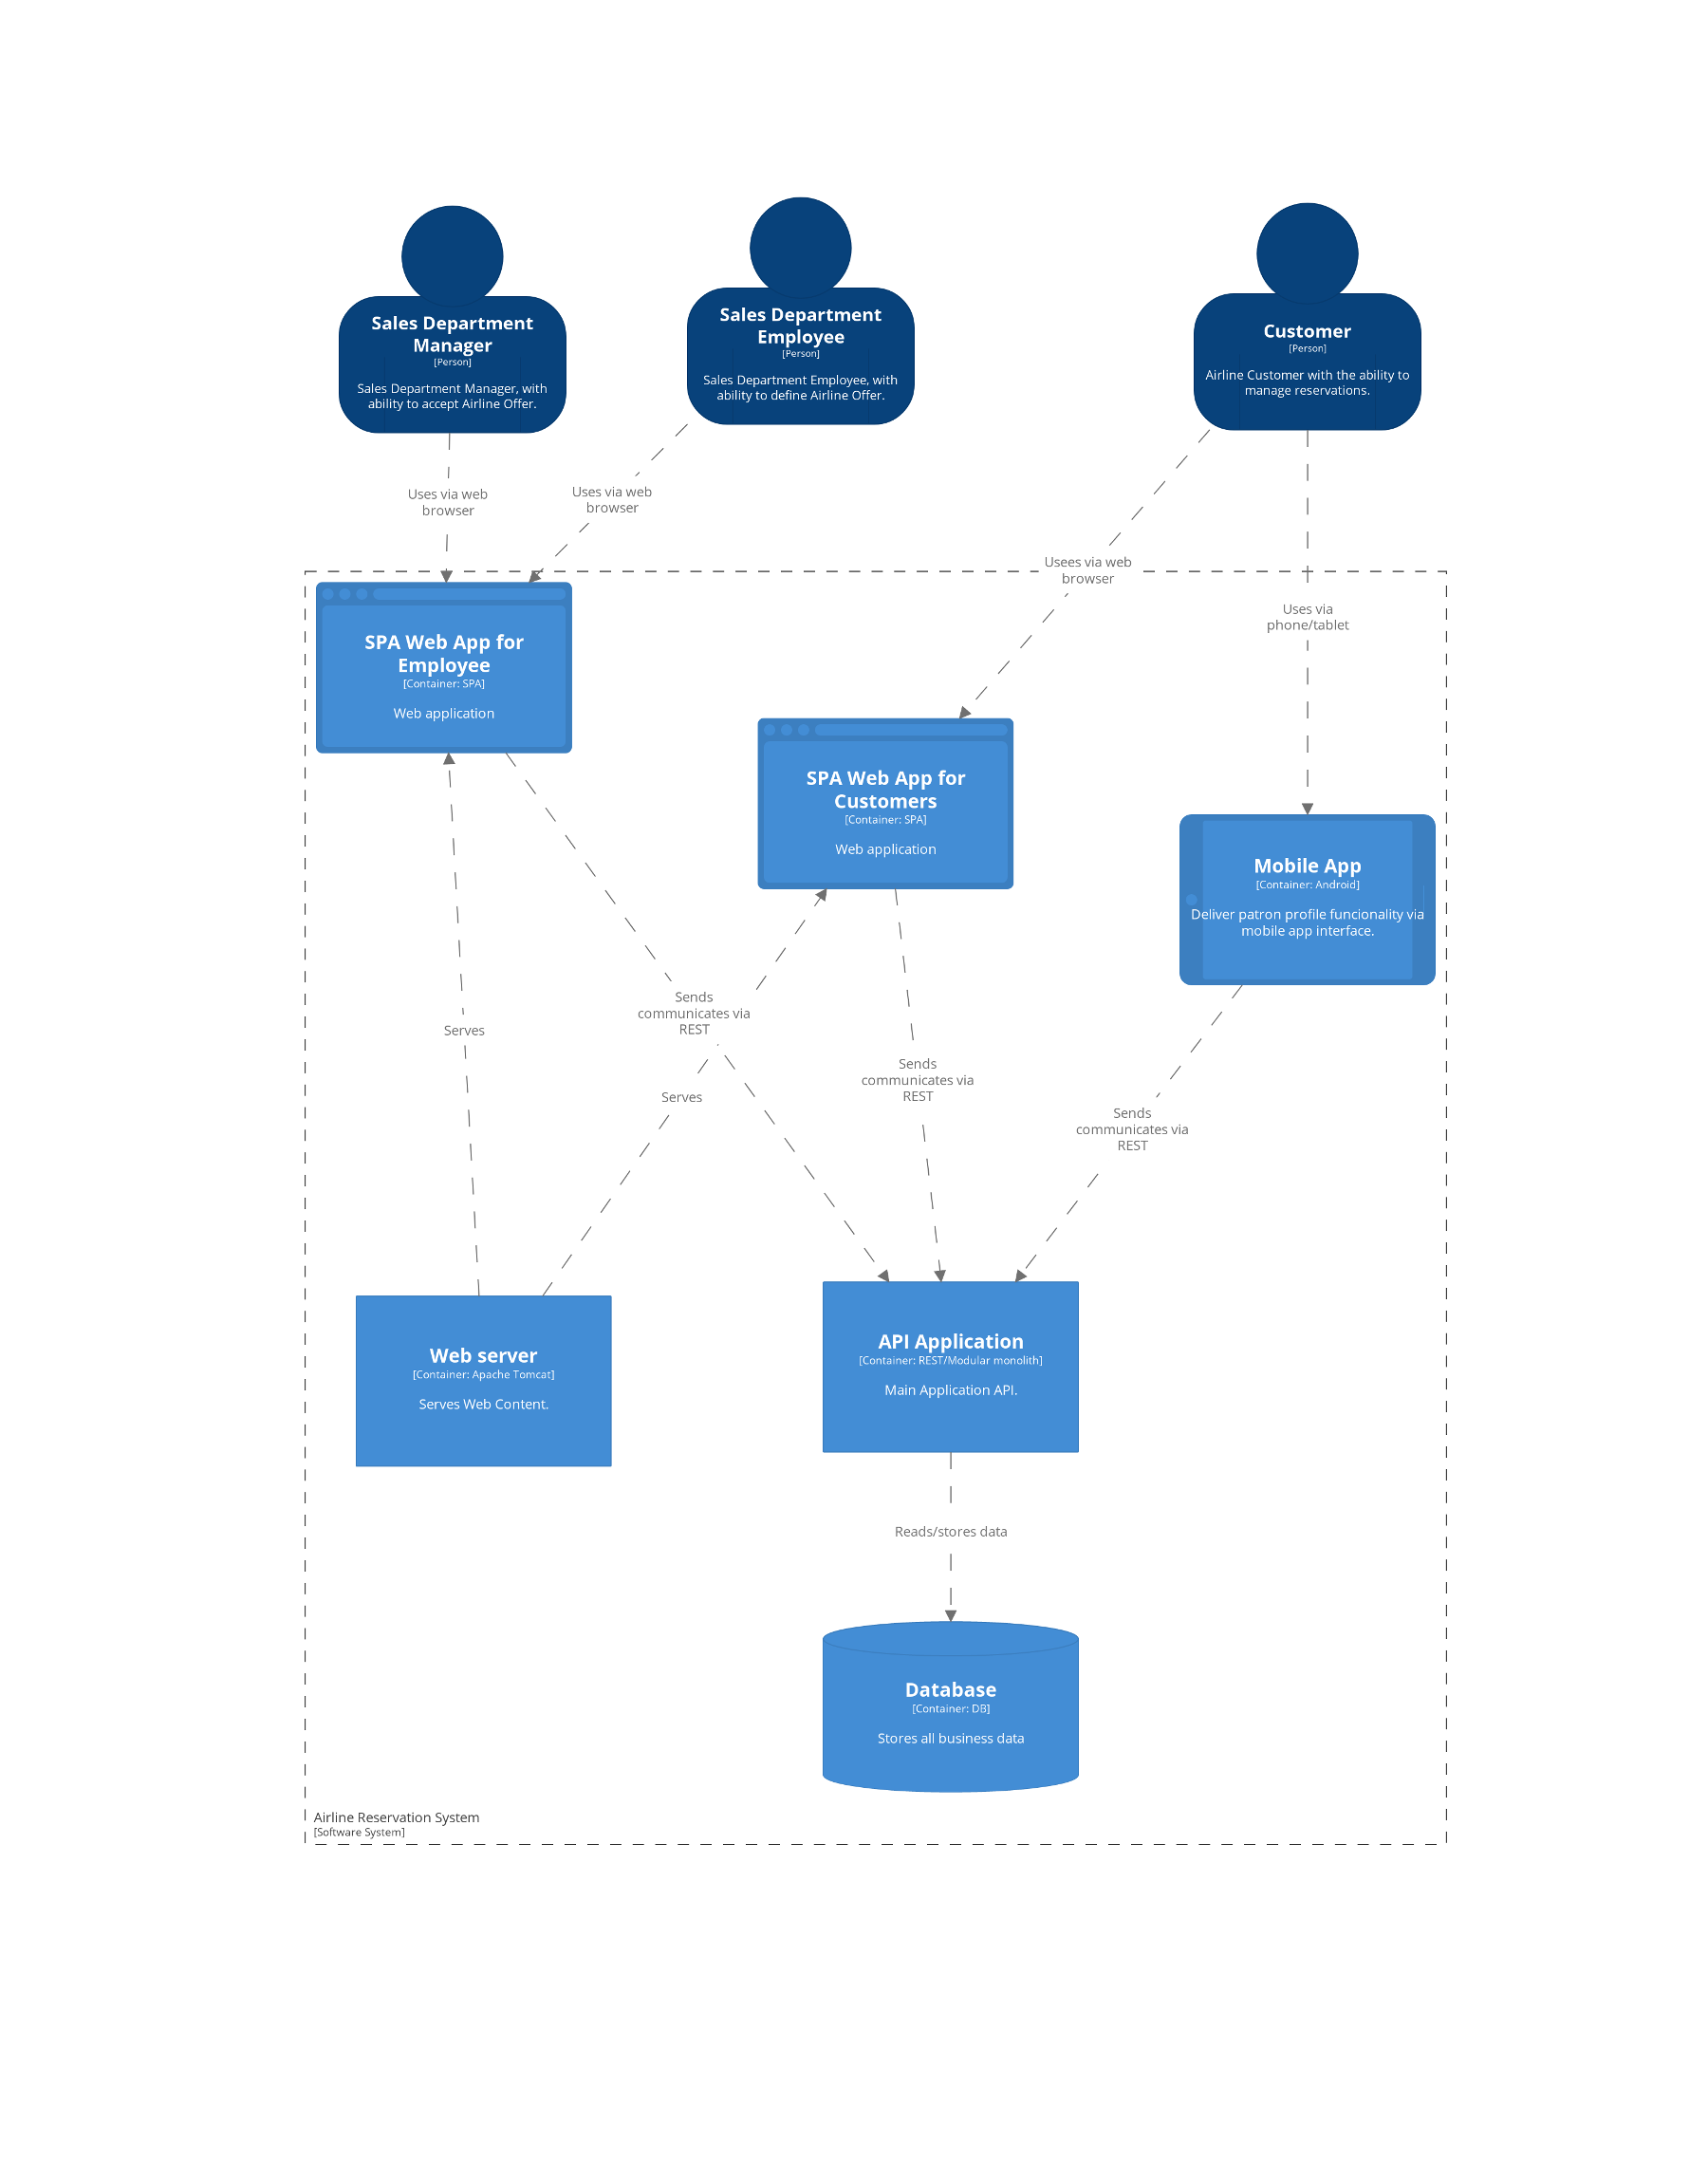 Sales Department
Manager
[Person]
Sales Department Manager, with
ability to accept Airline Offer.
Sales Department
Employee
[Person]
Sales Department Employee, with
ability to define Airline Offer.
Customer
[Person]
Airline Customer with the ability to
manage reservations.
Uses via web
browser
Uses via web
browser
Usees via web
browser
Uses via
phone/tablet
SPA Web App for
Employee
[Container: SPA]
Web application
SPA Web App for
Customers
[Container: SPA]
Web application
Mobile App
[Container: Android]
Deliver patron profile funcionality via
mobile app interface.
Serves
Sends
communicates via
REST
Serves
Sends
communicates via
REST
Sends
communicates via
REST
Web server
[Container: Apache Tomcat]
Serves Web Content.
API Application
[Container: REST/Modular monolith]
Main Application API.
Reads/stores data
Database
[Container: DB]
Stores all business data
Airline Reservation System
[Software System]